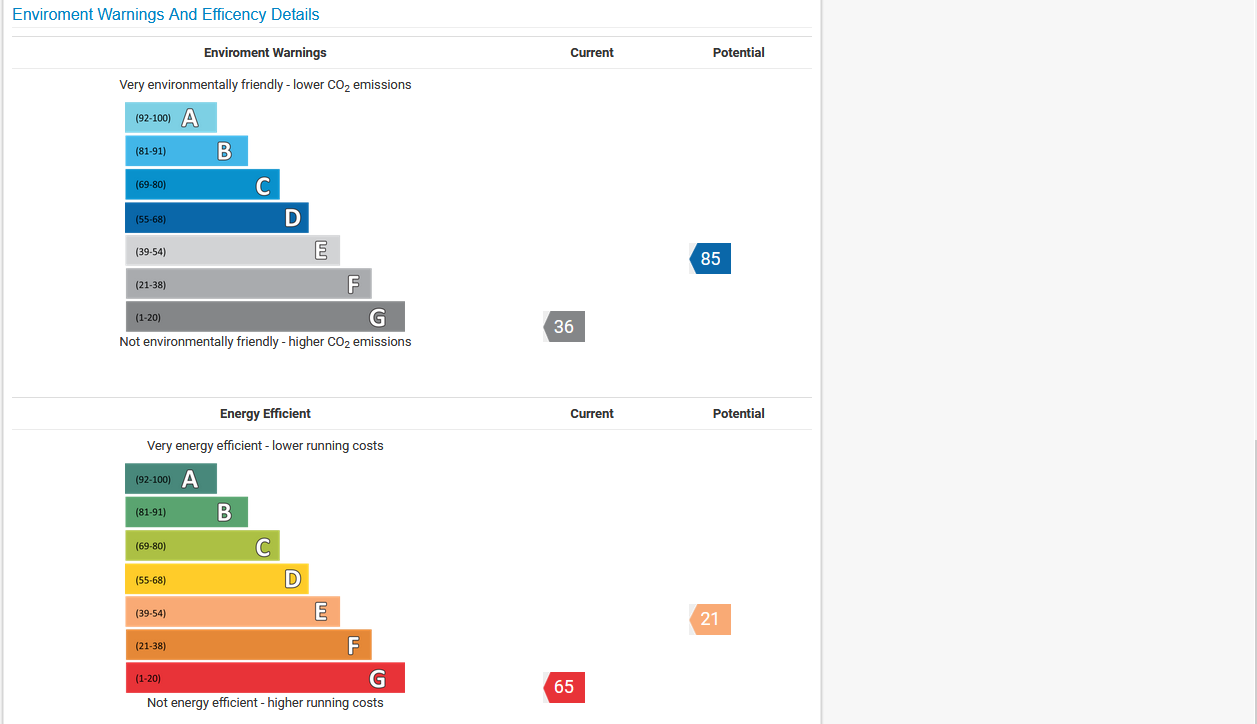 Enviroment Warnings And Efficency Details
Enviroment Warnings Current Potential
Very environmentally friendly - lower CO2 emissions
(92-100) A
(81-91) B
(69-80) C
(55-68) D
(39-54) E
85
(21-38) F
(1-20) G
36
Not environmentally friendly - higher CO2 emissions
Energy Efficient Current Potential
Very energy efficient - lower running costs
(92-100) A
(81-91) B
(69-80) C
(55-68) D
(39-54) E
21
(21-38) F
(1-20) G
65
Not energy efficient - higher running costs